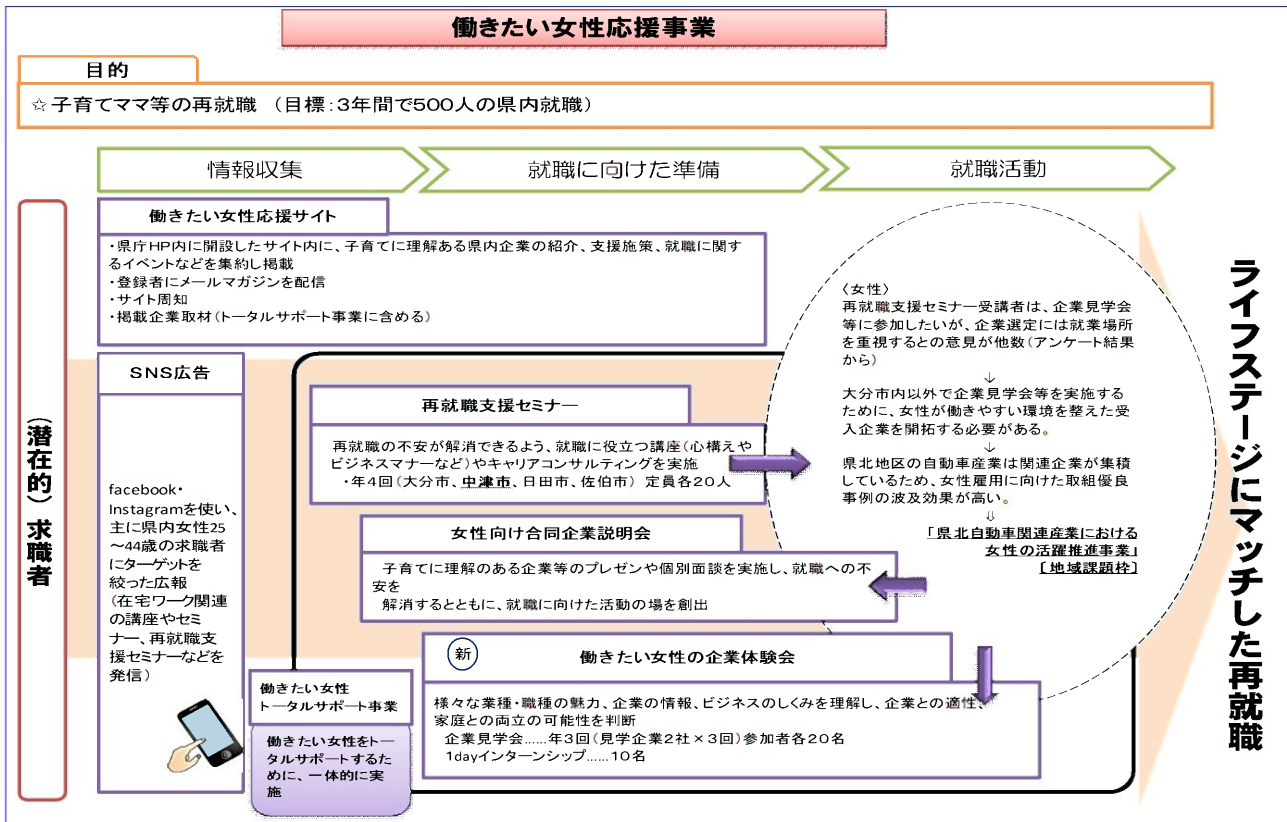 働きたい女性応援事業
目的
☆子育てママ等の再就職 (目標:3年間で500人の県内就職)
情報収集
就職に向けた準備
就職活動
(潜在的) 求職者
働きたい女性応援サイト
・県庁HP内に開設したサイト内に、子育てに理解ある県内企業の紹介、支援施策、就職に関す
るイベントなどを集約し掲載
・登録者にメールマガジンを配信
・サイト周知
・掲載企業取材(トータルサポート事業に含める)
SNS広告
facebook・
Instagramを使い、
主に県内女性25
～44歳の求職者
にターゲットを
絞った広報
(在宅ワーク関連
の講座やセミ
ナー、再就職支
援セミナーなどを
発信)
再就職支援セミナー
再就職の不安が解消できるよう、就職に役立つ講座(心構えや
ビジネスマナーなど)やキャリアコンサルティングを実施
・年4回(大分市、中津市、日田市、佐伯市) 定員各20人
女性向け合同企業説明会
子育てに理解のある企業等のプレゼンや個別面談を実施し、就職への不
安を
解消するとともに、就職に向けた活動の場を創出
新
働きたい女性の企業体験会
様々な業種・職種の魅力、企業の情報、ビジネスのしくみを理解し、企業との適性、
家庭との両立の可能性を判断
企業見学会……年3回(見学企業2社×3回)参加者各20名
1dayインターンシップ……10名
働きたい女性
トータルサポート事業
働きたい女性をトー
タルサポートするた
めに、一体的に実
施
〈女性〉
再就職支援セミナー受講者は、企業見学会
等に参加したいが、企業選定には就業場所
を重視するとの意見が他数(アンケート結果
から)
↓
大分市内以外で企業見学会等を実施する
ために、女性が働きやすい環境を整えた受
入企業を開拓する必要がある。
↓
県北地区の自動車産業は関連企業が集積
しているため、女性雇用に向けた取組優良
事例の波及効果が高い。
⇓
「県北自動車関連産業における
女性の活躍推進事業」
［地域課題枠］
ライフステージにマッチした再就職